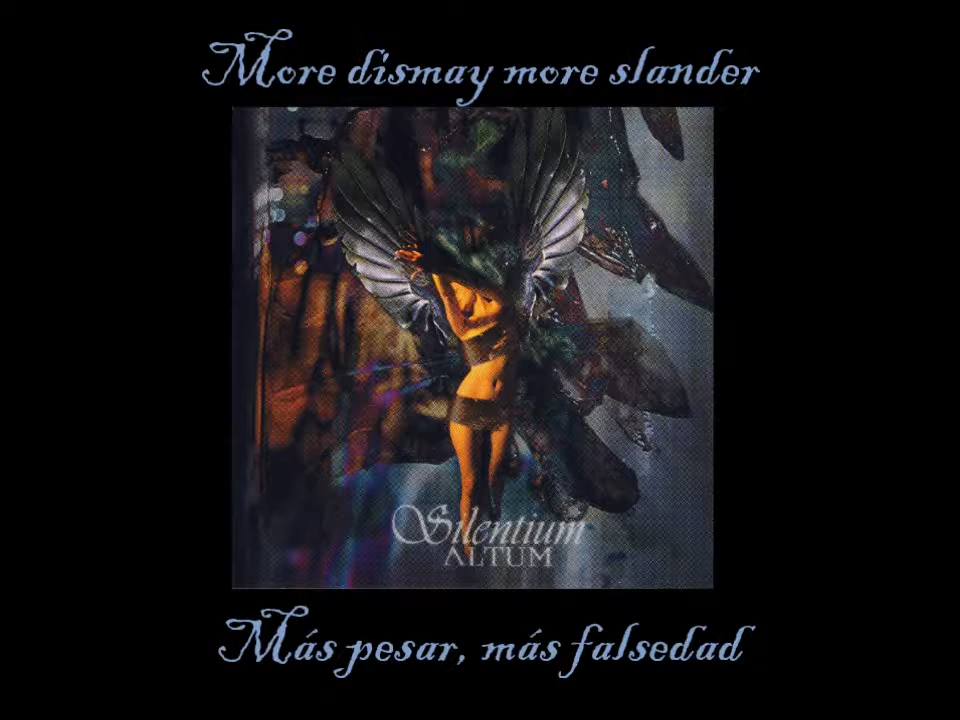 More dismay more slander
Silentium
ALTUM
Más pesar, más falsedad